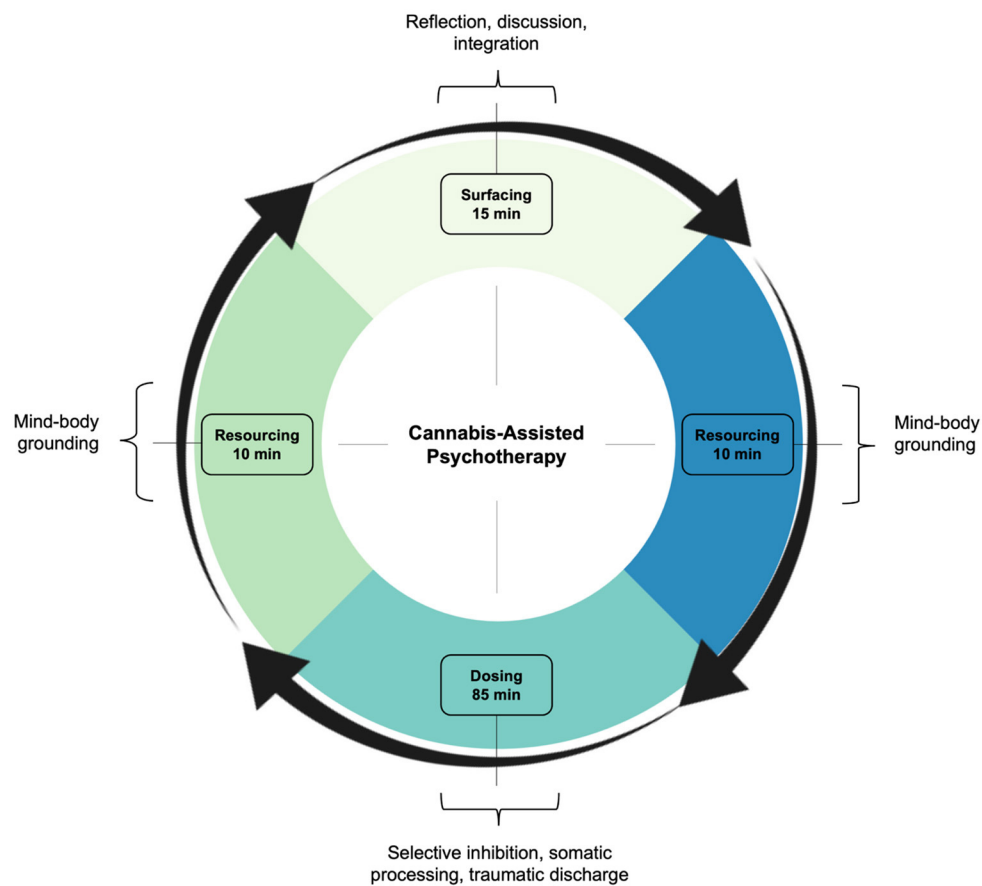 Reflection, discussion,
integration
Surfacing
15 min
Mind-body
grounding
Resourcing
10 min
Cannabis-Assisted
Psychotherapy
Resourcing
10 min
Mind-body
grounding
Dosing
85 min
Selective inhibition, somatic
processing, traumatic discharge